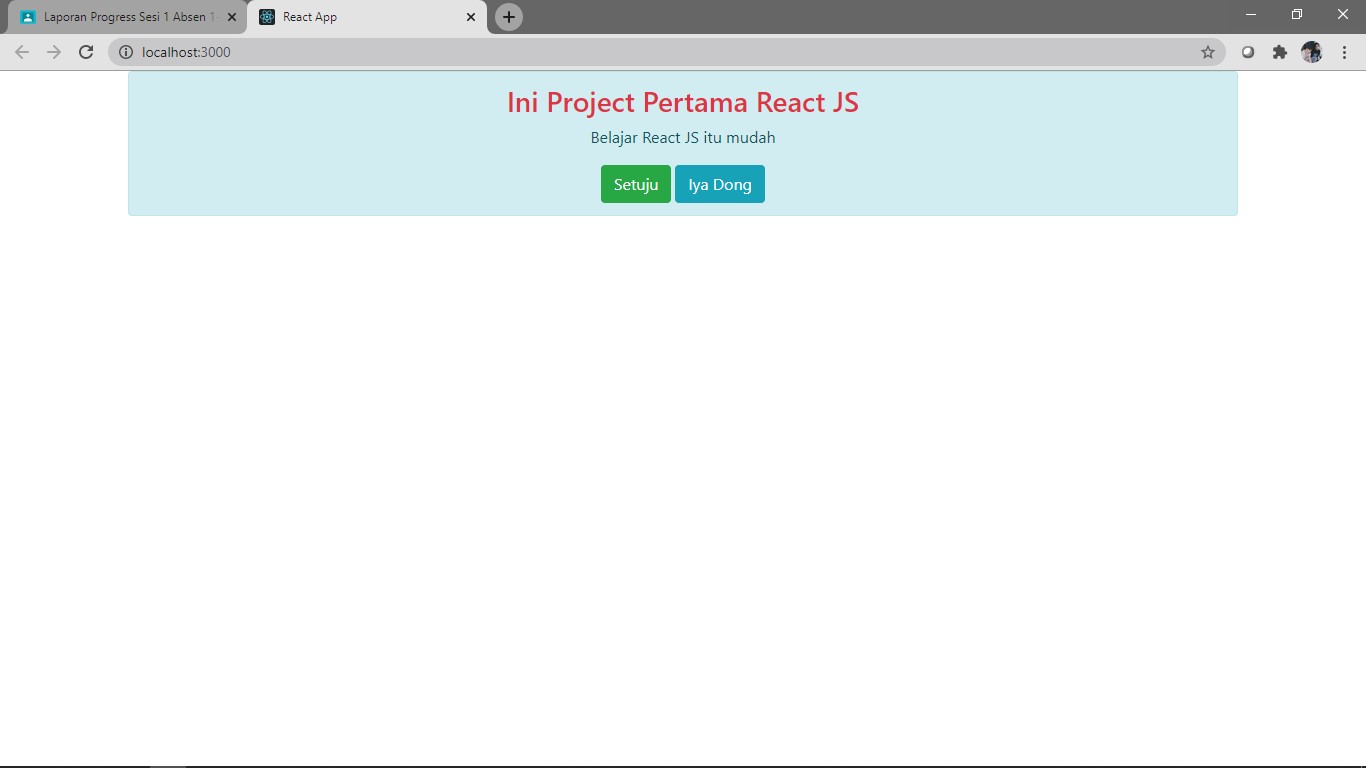 Laporan Progress Sesi 1 Absen 1
React App
localhost:3000
Ini Project Pertama React JS
Belajar React JS itu mudah
Setuju
Iya Dong